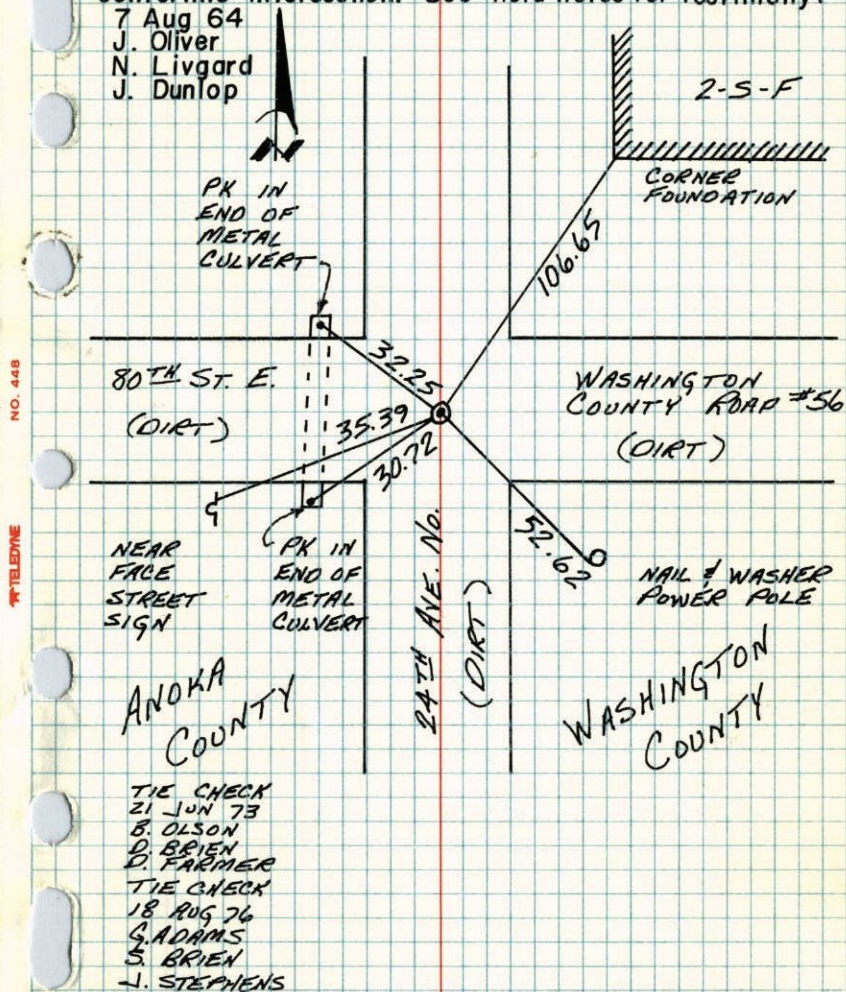 7 Aug 64
J. Oliver
N. Livgard
J. Dunlop
2-S-F
CORNER
FOUNDATION
PK IN
END OF
METAL
CULVERT
106.65
32.25
80TH ST. E.
(DIRT)
35.39
30.72
WASHINGTON
COUNTY ROAD #56
(DIRT)
NO. 448
TELEDYNE
52.62
NEAR
FACE
STREET
SIGN
PK IN
END OF
METAL
CULVERT
24TH AVE. NO.
(DIRT)
NAIL & WASHER
POWER POLE
ANOKA
COUNTY
WASHINGTON
COUNTY
TIE CHECK
21 JUN 73
B. OLSON
D. BRIEN
D. FARMER
TIE CHECK
18 AUG 76
G. ADAMS
S. BRIEN
J. STEPHENS